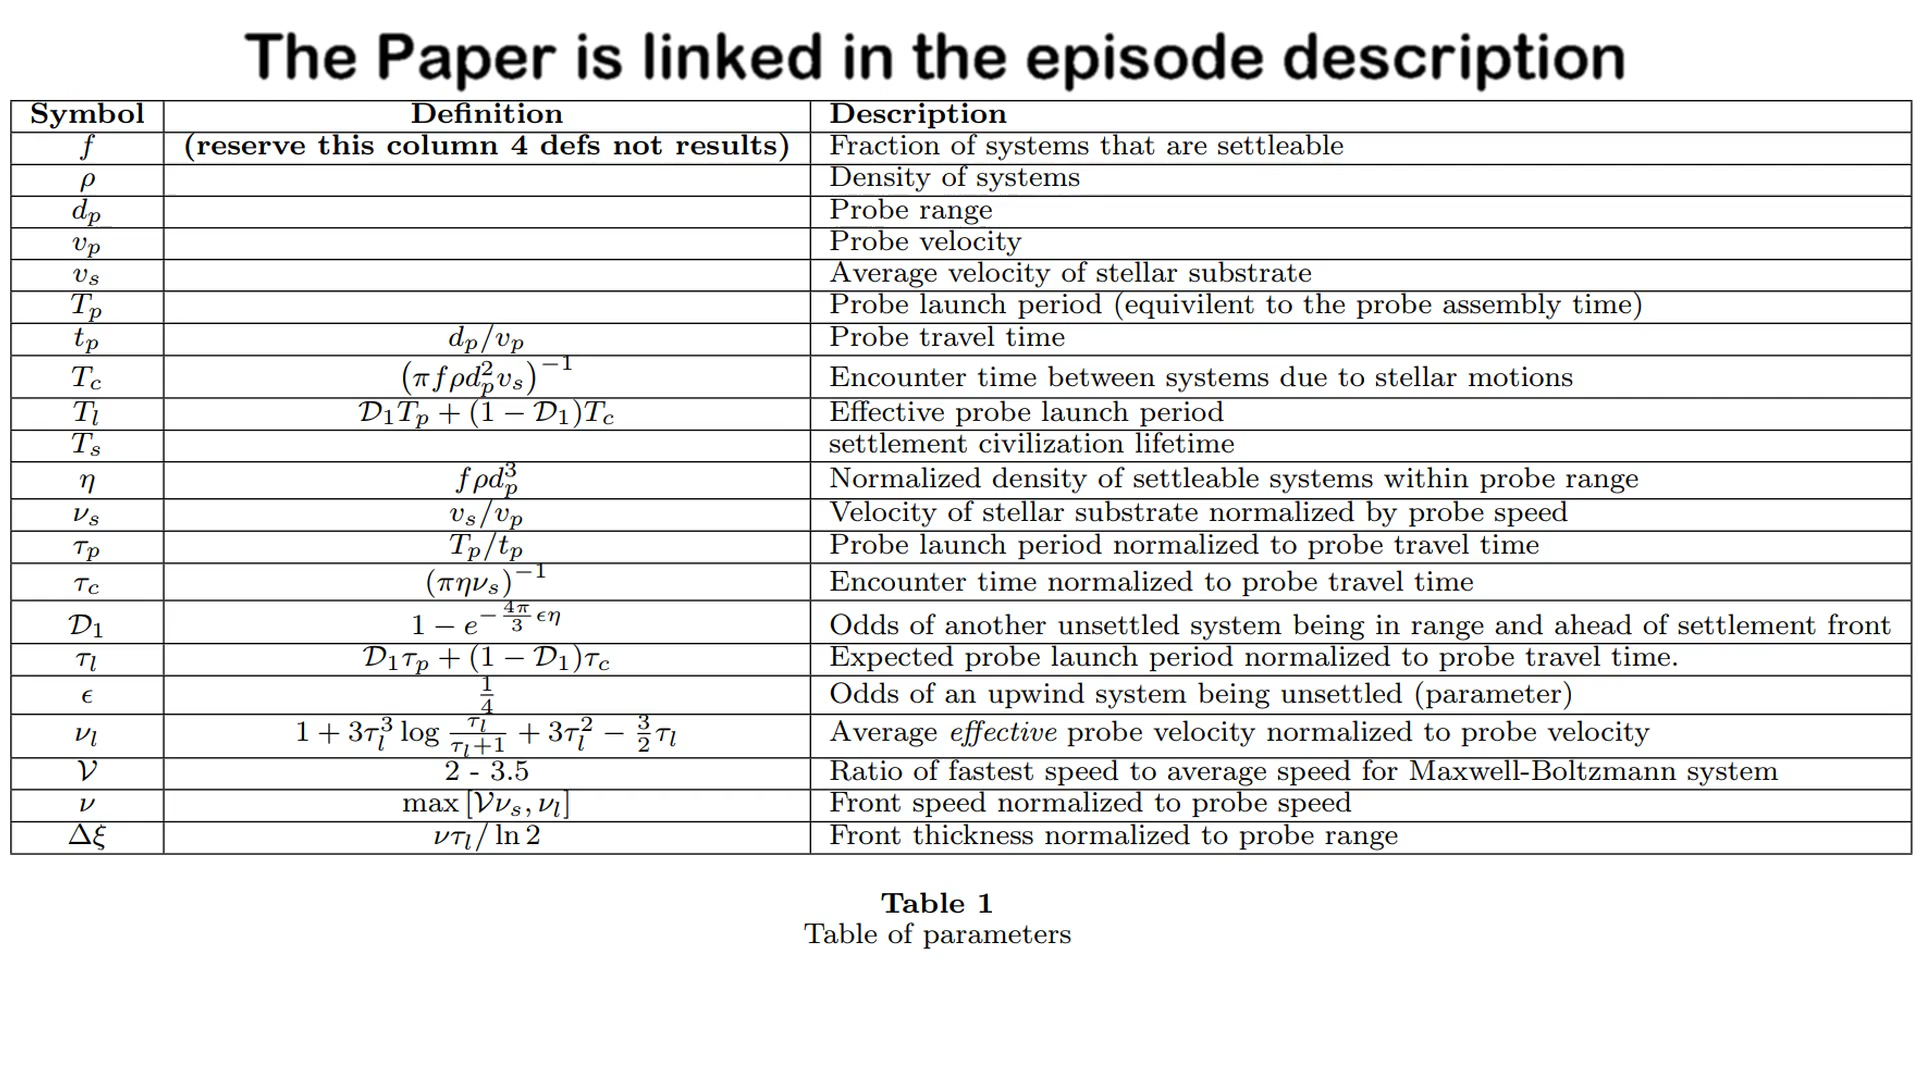 The Paper is linked in the episode description
Symbol Definition Description
f (reserve this column 4 defs not results) Fraction of systems that are settleable
ρ Density of systems
d_p Probe range
v_p Probe velocity
v_s Average velocity of stellar substrate
T_p Probe launch period (equivilent to the probe assembly time)
t_p d_p/v_p Probe travel time
T_c (πfρd_p^2v_s)^−1 Encounter time between systems due to stellar motions
T_l 𝒟_1T_p + (1 − 𝒟_1)T_c Effective probe launch period
T_s settlement civilization lifetime
η fρd_p^3 Normalized density of settleable systems within probe range
ν_s v_s/v_p Velocity of stellar substrate normalized by probe speed
τ_p T_p/t_p Probe launch period normalized to probe travel time
τ_c (πην_s)^−1 Encounter time normalized to probe travel time
𝒟_1 1 − e^{−\frac{4π}{3}ϵη} Odds of another unsettled system being in range and ahead of settlement front
τ_l 𝒟_1τ_p + (1 − 𝒟_1)τ_c Expected probe launch period normalized to probe travel time.
ϵ \frac{1}{4} Odds of an upwind system being unsettled (parameter)
ν_l 1 + 3τ_l^3 log \frac{τ_l}{τ_l+1} + 3τ_l^2 − \frac{3}{2}τ_l Average effective probe velocity normalized to probe velocity
𝒱 2 - 3.5 Ratio of fastest speed to average speed for Maxwell-Boltzmann system
ν max [𝒱ν_s, ν_l] Front speed normalized to probe speed
Δξ ντ_l/ ln 2 Front thickness normalized to probe range
Table 1
Table of parameters